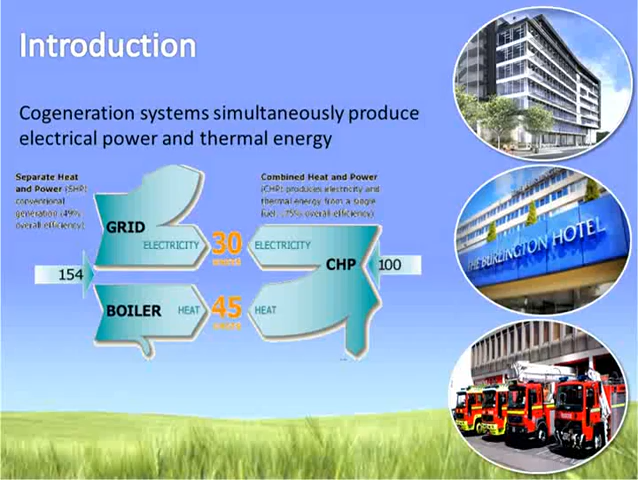 Introduction
Cogeneration systems simultaneously produce
electrical power and thermal energy
Separate Heat
and Power (SHP)
conventional
generation (49%
overall efficiency)
Combined Heat and Power
(CHP) produces electricity and
thermal energy from a single
fuel... 75% overall efficiency)
GRID
ELECTRICITY
30
ELECTRICITY
154
CHP
100
BOILER
HEAT
45
HEAT
THE BURLINGTON HOTEL